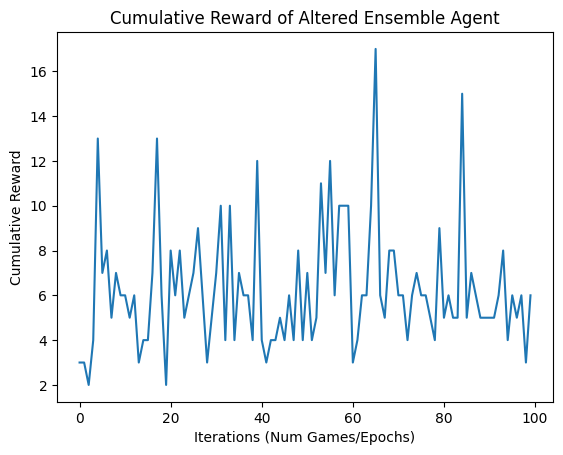 Cumulative Reward of Altered Ensemble Agent
16
14
12
10
8
6
4
2
Cumulative Reward
0 20 40 60 80 100
Iterations (Num Games/Epochs)